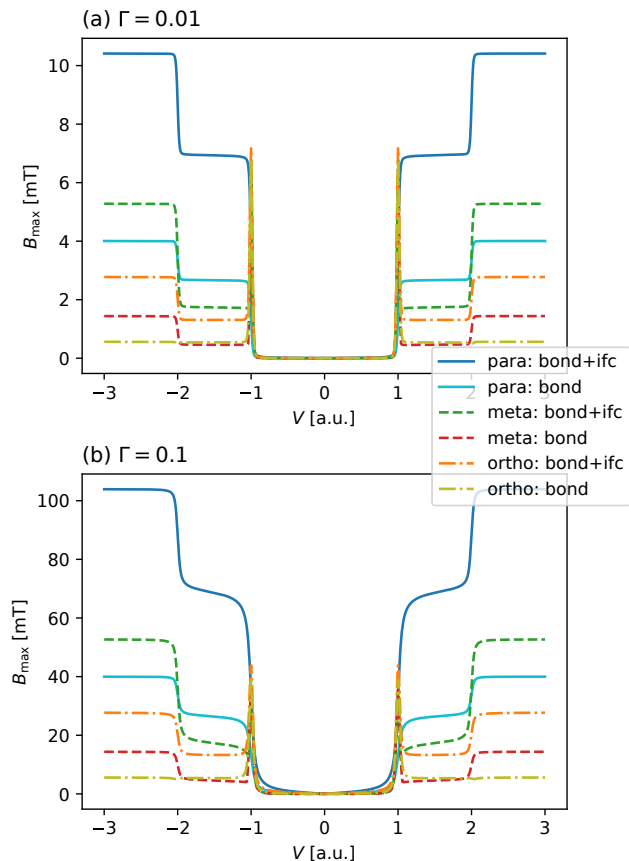 (a) Γ = 0.01
10
8
6
4
2
0
B_max [mT]
−3 −2 −1 0 1 2 3
V [a.u.]
para: bond+ifc
para: bond
meta: bond+ifc
meta: bond
ortho: bond+ifc
ortho: bond
(b) Γ = 0.1
100
80
60
40
20
0
B_max [mT]
−3 −2 −1 0 1 2 3
V [a.u.]